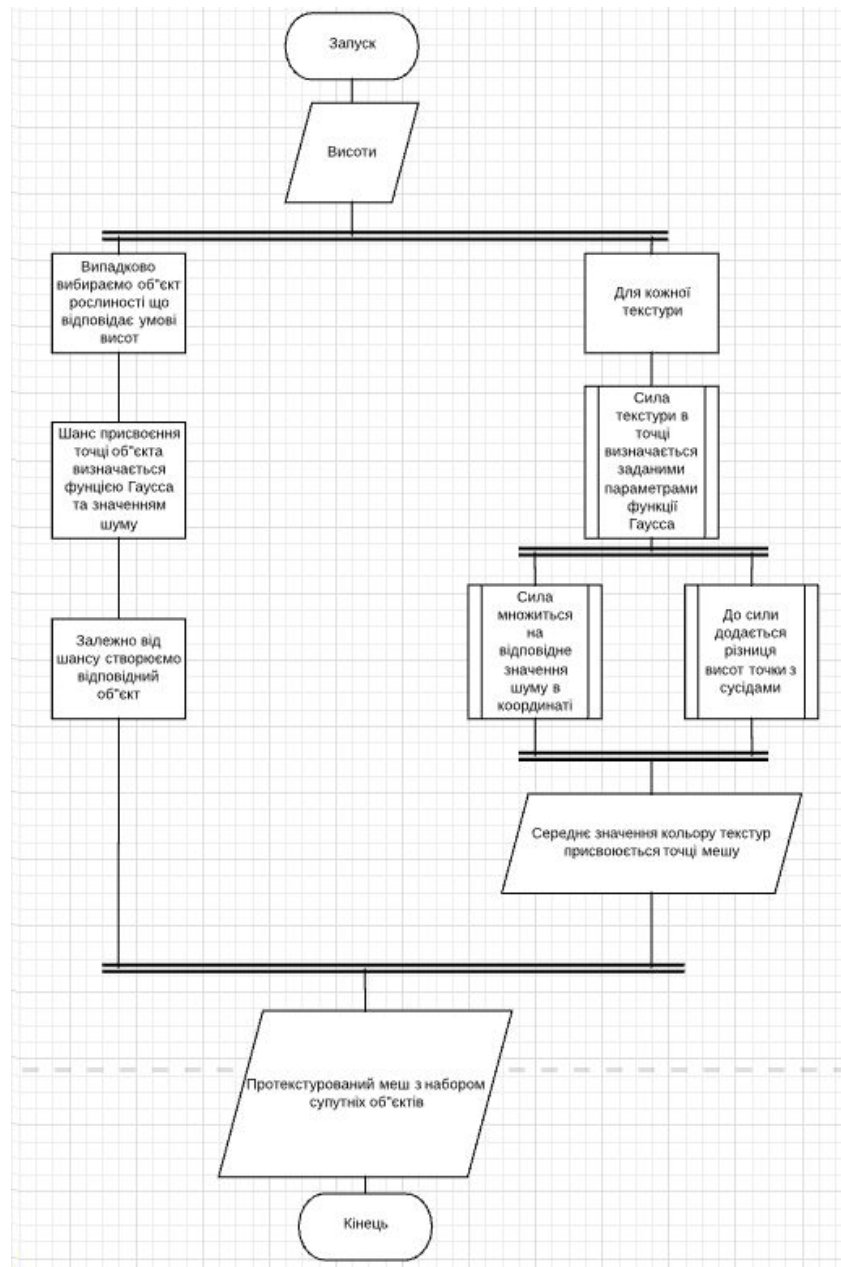 Запуск
Висоти
Випадково
вибираємо об"єкт
рослиності що
відповідає умові
висот
Для кожної
текстури
Шанс присвоєння
точці об"єкта
визначається
фунцією Гаусса
та значенням
шуму
Сила
текстури в
точці
визначається
заданими
параметрами
функції
Гаусса
Залежно від
шансу створюємо
відповідний
об"єкт
Сила
множиться
на
відповідне
значення
шуму в
координаті
До сили
додається
різниця
висот точки з
сусідами
Середнє значення кольору текстур
присвоюється точці мешу
Протекстурований меш з набором
супутніх об"єктів
Кінець